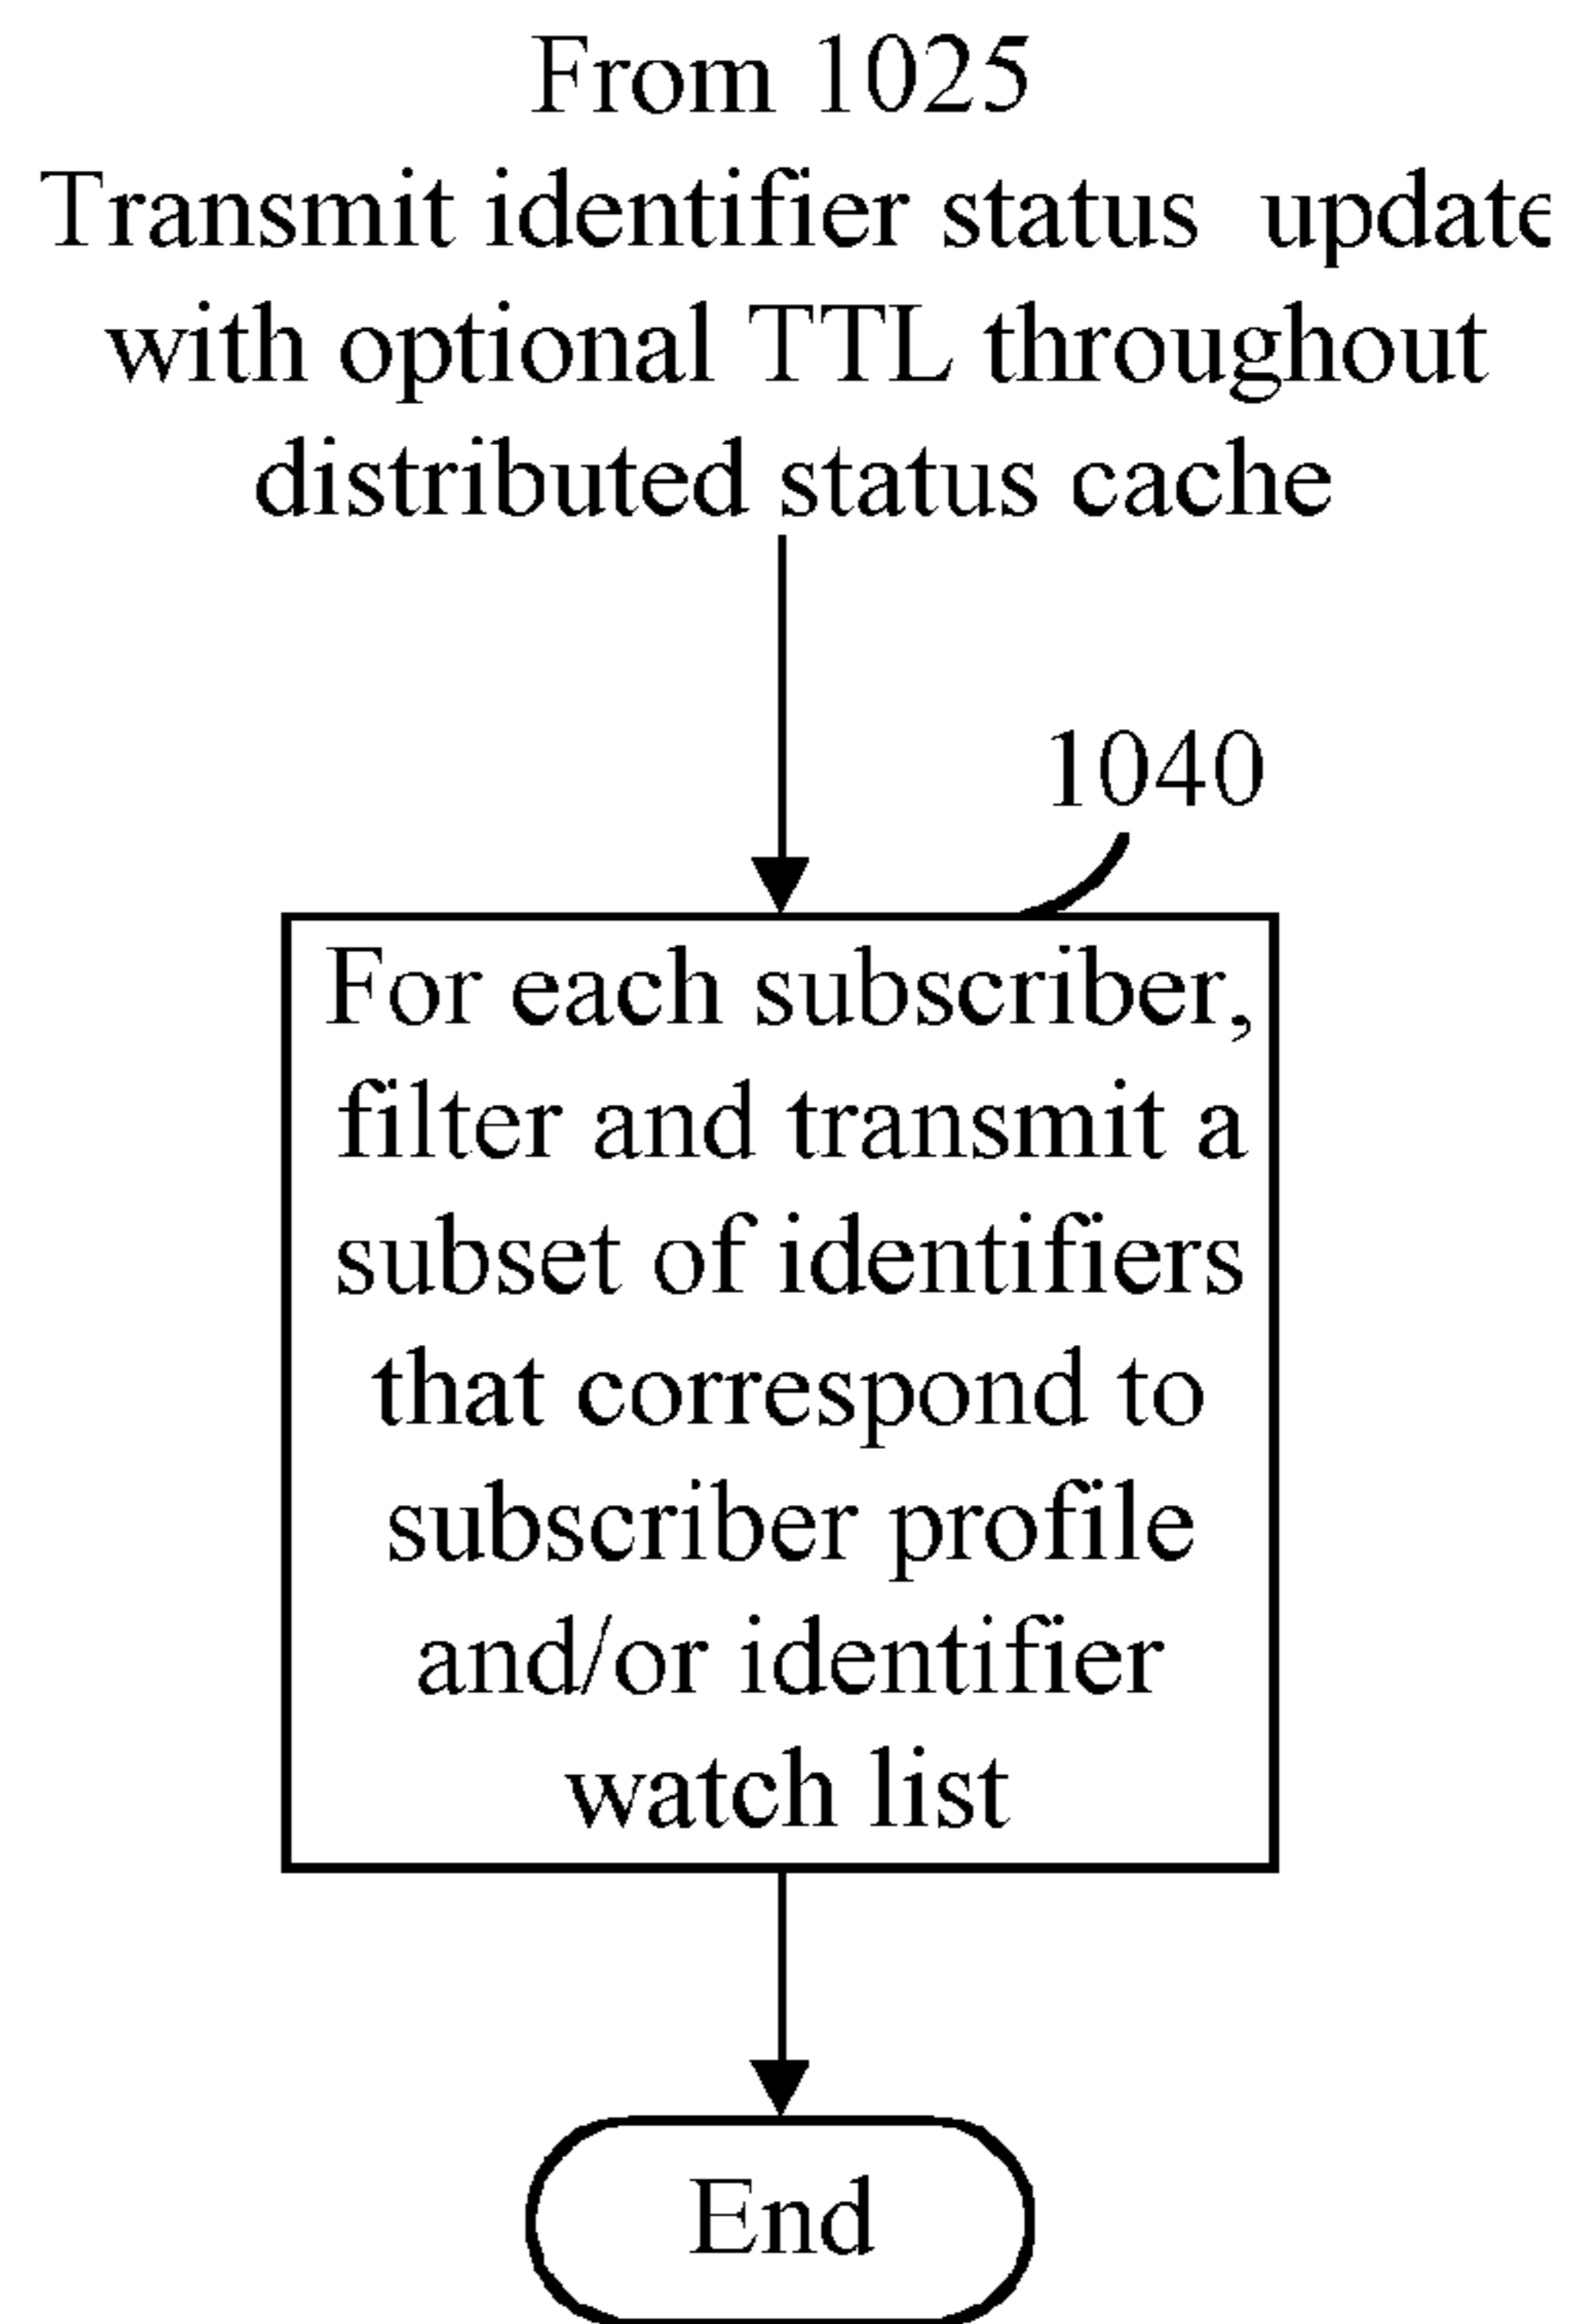 From 1025
Transmit identifier status update
with optional TTL throughout
distributed status cache
1040
For each subscriber,
filter and transmit a
subset of identifiers
that correspond to
subscriber profile
and/or identifier
watch list
End